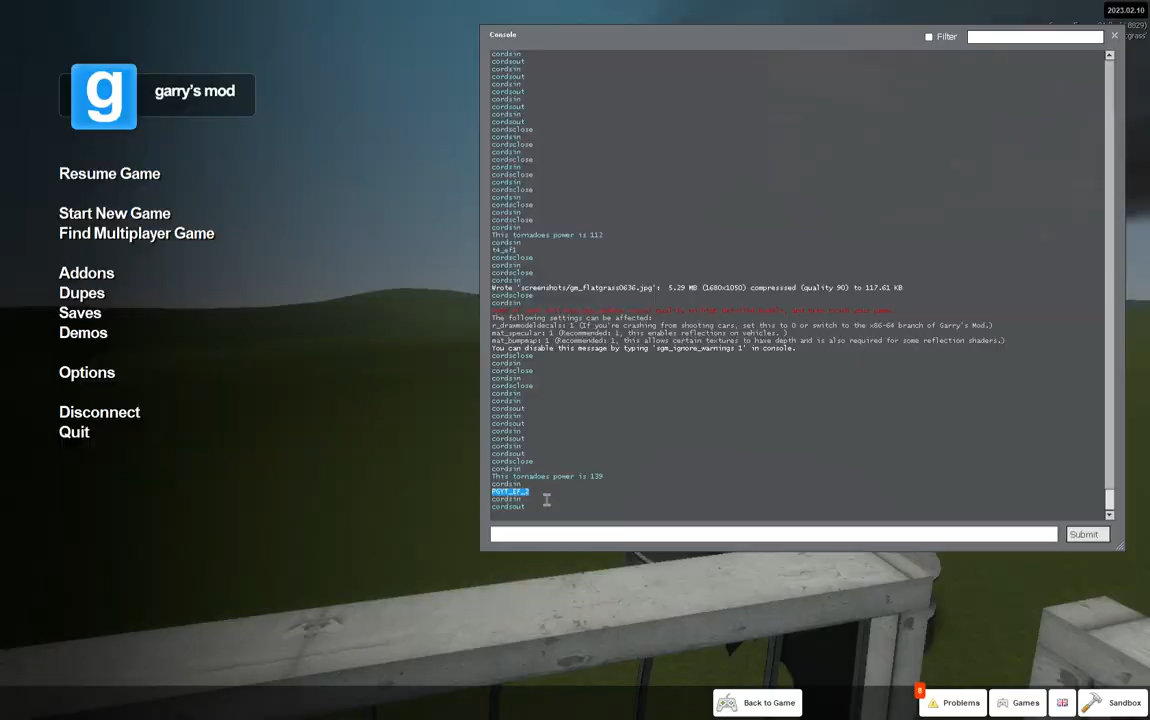 2023.02.10
Console
Filter
g
garry's mod
Resume Game
Start New Game
Find Multiplayer Game
Addons
Dupes
Saves
Demos
Options
Disconnect
Quit
cordsin
cordsout
cordsin
cordsout
cordsin
cordsout
cordsin
cordsout
cordsin
cordsout
cordsclose
cordsin
cordsclose
cordsin
cordsclose
cordsin
cordsclose
cordsin
cordsclose
cordsin
cordsclose
cordsin
cordsclose
cordsin
This tornadoes power is 112
cordsin
t4_ef1
cordsclose
cordsin
cordsclose
cordsin
Wrote 'screenshots/gm_flatgrass0636.jpg': 5.29 MB (1680x1050) compresssed (quality 90) to 117.61 KB
cordsclose
cordsin
The following settings can be affected:
r_drawmodeldecals: 1 (If you're crashing from shooting cars, set this to 0 or switch to the x86-64 branch of Garry's Mod.)
mat_specular: 1 (Recommended: 1, this enables reflections on vehicles. )
mat_bumpmap: 1 (Recommended: 1, this allows certain textures to have depth and is also required for some reflection shaders.)
You can disable this message by typing 'sgm_ignore_warnings 1' in console.
cordsclose
cordsclose
cordsin
cordsclose
cordsin
cordsin
cordsout
cordsin
cordsout
cordsin
cordsout
cordsin
cordsout
cordsclose
cordsin
This tornadoes power is 139
cordsin
PGYT_EF_2
cordsin
cordsout
Submit
Back to Game
8
Problems
Games
Sandbox